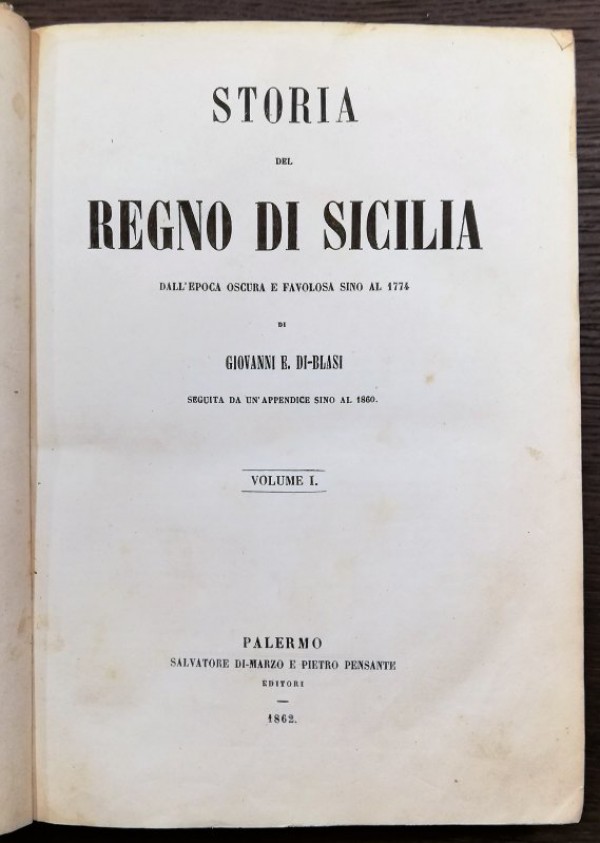 STORIA
DEL
REGNO DI SICILIA
DALL'EPOCA OSCURA E FAVOLOSA SINO AL 1774
DI
GIOVANNI E. DI-BLASI
SEGUITA DA UN'APPENDICE SINO AL 1860.
VOLUME I.
PALERMO
SALVATORE DI-MARZO E PIETRO PENSANTE
EDITORI
—
1862.